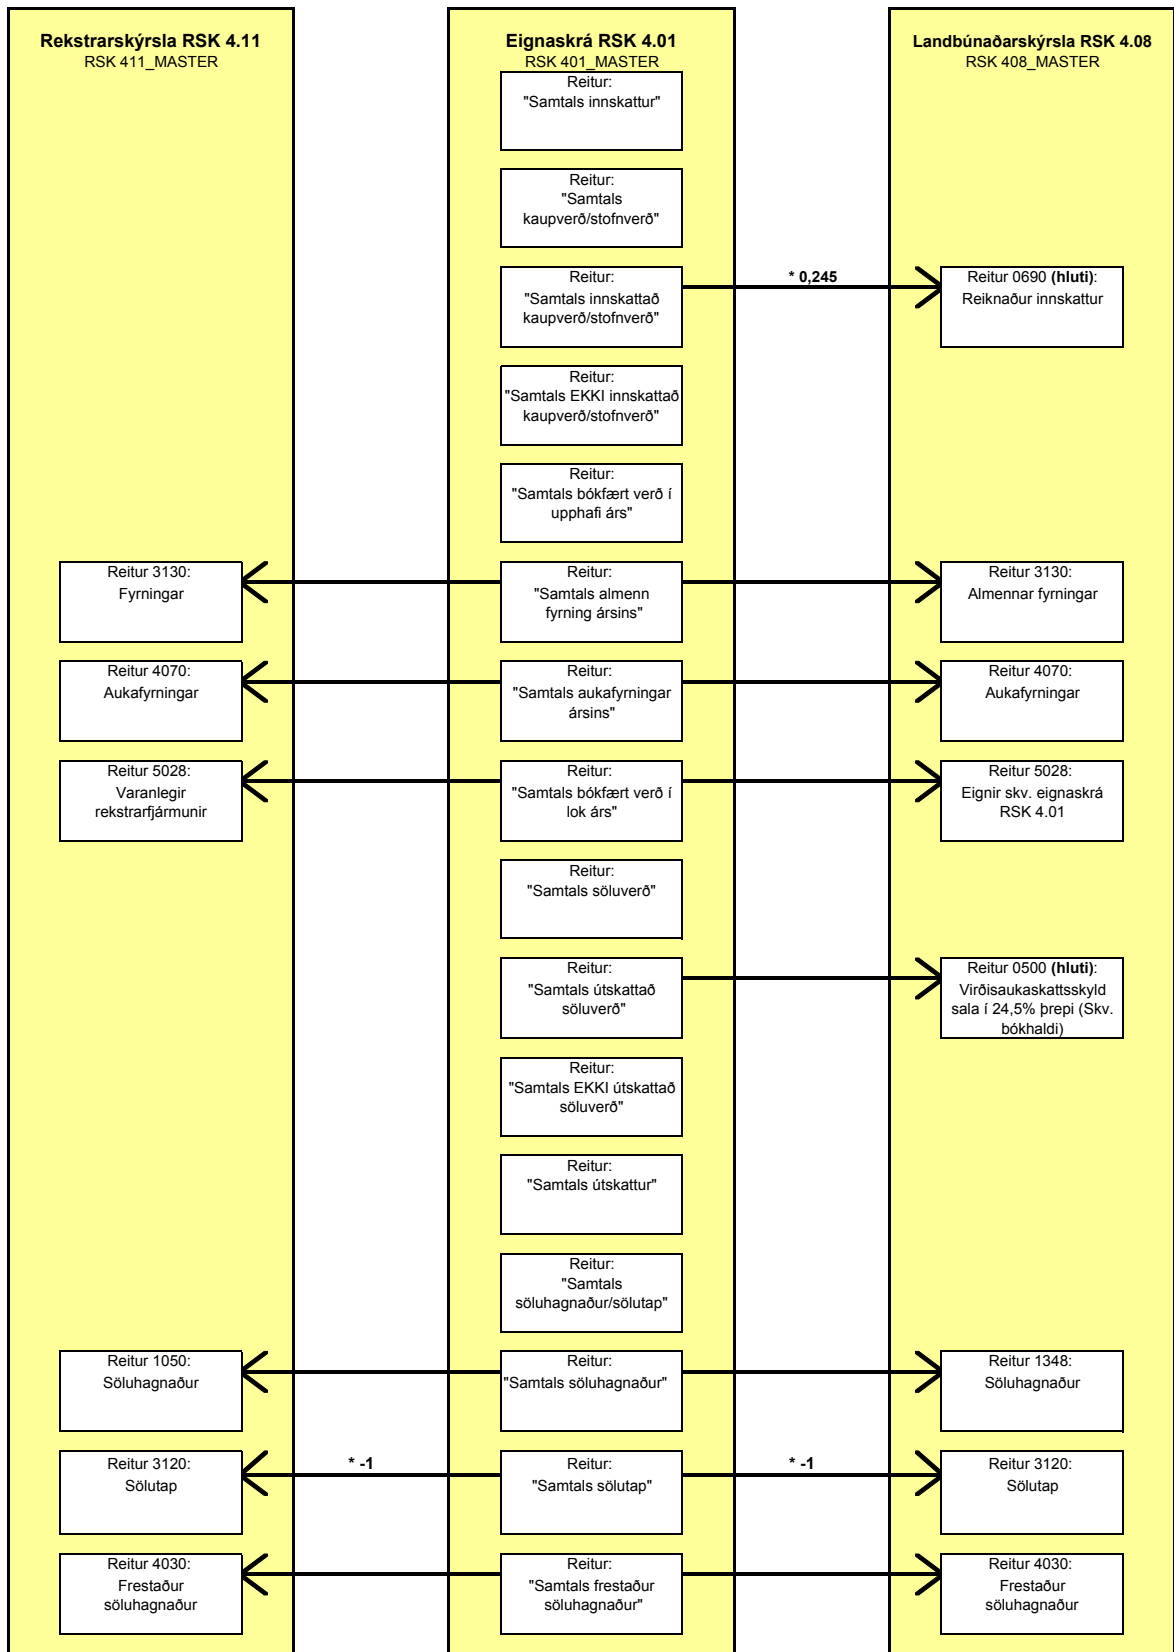 Rekstrarskýrsla RSK 4.11
RSK 411_MASTER
Eignaskrá RSK 4.01
RSK 401_MASTER
Landbúnaðarskýrsla RSK 4.08
RSK 408_MASTER
Reitur:
"Samtals innskattur"
Reitur:
"Samtals
kaupverð/stofnverð"
Reitur:
"Samtals innskattað
kaupverð/stofnverð"
* 0,245
Reitur 0690 (hluti):
Reiknaður innskattur
Reitur:
"Samtals EKKI innskattað
kaupverð/stofnverð"
Reitur:
"Samtals bókfært verð í
upphafi árs"
Reitur 3130:
Fyrningar
Reitur:
"Samtals almenn
fyrning ársins"
Reitur 3130:
Almennar fyrningar
Reitur 4070:
Aukafyrningar
Reitur:
"Samtals aukafyrningar
ársins"
Reitur 4070:
Aukafyrningar
Reitur 5028:
Varanlegir
rekstrarfjármunir
Reitur:
"Samtals bókfært verð í
lok árs"
Reitur 5028:
Eignir skv. eignaskrá
RSK 4.01
Reitur:
"Samtals söluverð"
Reitur:
"Samtals útskattað
söluverð"
Reitur 0500 (hluti):
Virðisaukaskattsskyld
sala í 24,5% þrepi (Skv.
bókhaldi)
Reitur:
"Samtals EKKI útskattað
söluverð"
Reitur:
"Samtals útskattur"
Reitur:
"Samtals
söluhagnaður/sölutap"
Reitur 1050:
Söluhagnaður
Reitur:
"Samtals söluhagnaður"
Reitur 1348:
Söluhagnaður
Reitur 3120:
Sölutap
* -1
Reitur:
"Samtals sölutap"
* -1
Reitur 3120:
Sölutap
Reitur 4030:
Frestaður
söluhagnaður
Reitur:
"Samtals frestaður
söluhagnaður"
Reitur 4030:
Frestaður
söluhagnaður